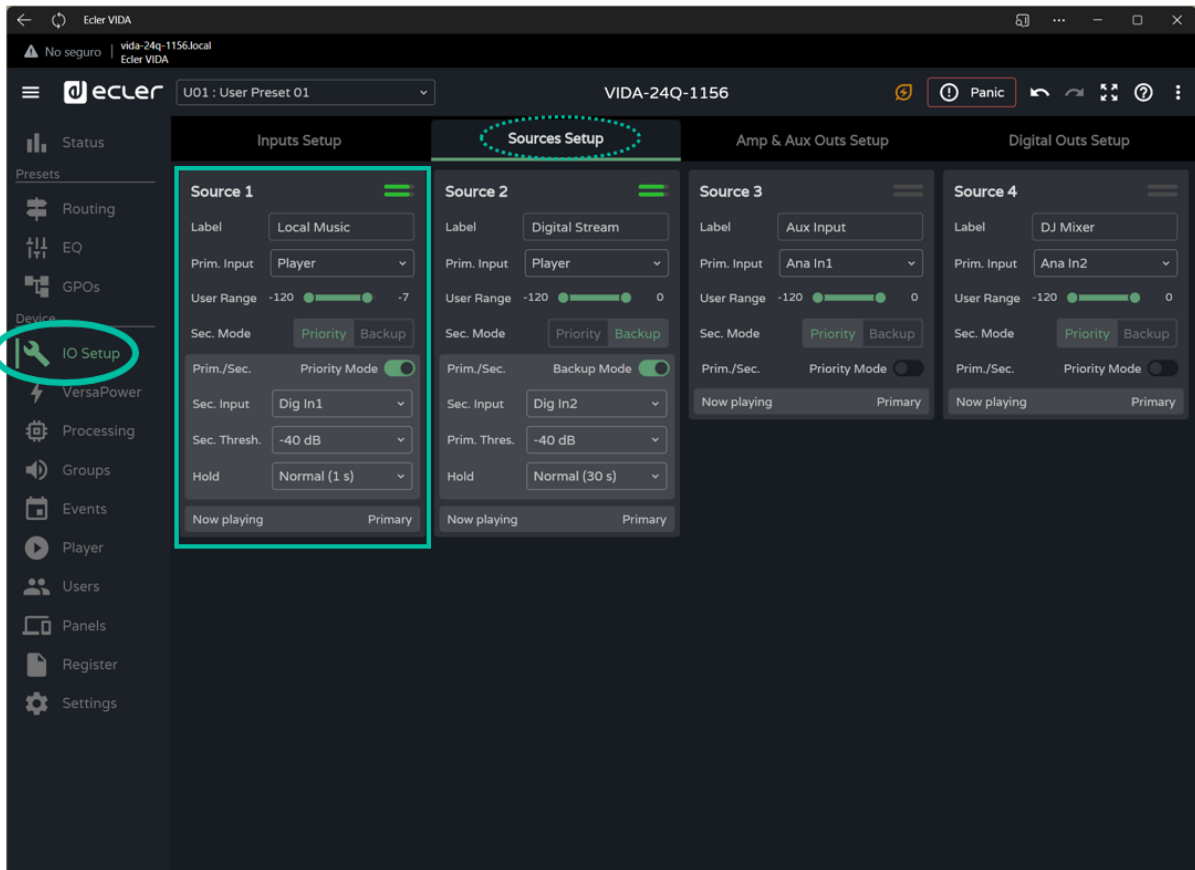 Ecler VIDA
No seguro | vida-24q-1156.local
Ecler VIDA
ecler
U01 : User Preset 01
VIDA-24Q-1156
Panic
Status
Presets
Routing
EQ
GPOs
Device
IO Setup
VersaPower
Processing
Groups
Events
Player
Users
Panels
Register
Settings
Inputs Setup
Sources Setup
Amp & Aux Outs Setup
Digital Outs Setup
Source 1
Label Local Music
Prim. Input Player
User Range -120 -7
Sec. Mode Priority Backup
Prim./Sec. Priority Mode
Sec. Input Dig In1
Sec. Thresh. -40 dB
Hold Normal (1 s)
Now playing Primary
Source 2
Label Digital Stream
Prim. Input Player
User Range -120 0
Sec. Mode Priority Backup
Prim./Sec. Backup Mode
Sec. Input Dig In2
Prim. Thres. -40 dB
Hold Normal (30 s)
Now playing Primary
Source 3
Label Aux Input
Prim. Input Ana In1
User Range -120 0
Sec. Mode Priority Backup
Prim./Sec. Priority Mode
Now playing Primary
Source 4
Label DJ Mixer
Prim. Input Ana In2
User Range -120 0
Sec. Mode Priority Backup
Prim./Sec. Priority Mode
Now playing Primary